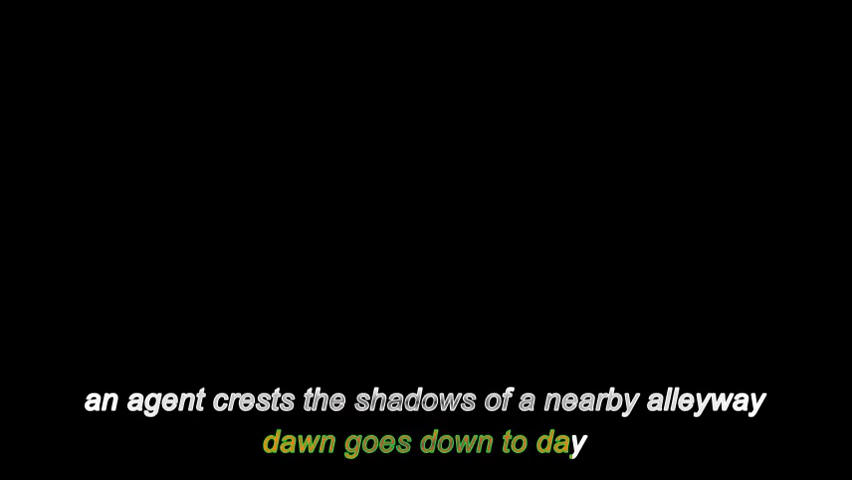 an agent crests the shadows of a nearby alleyway
dawn goes down to day